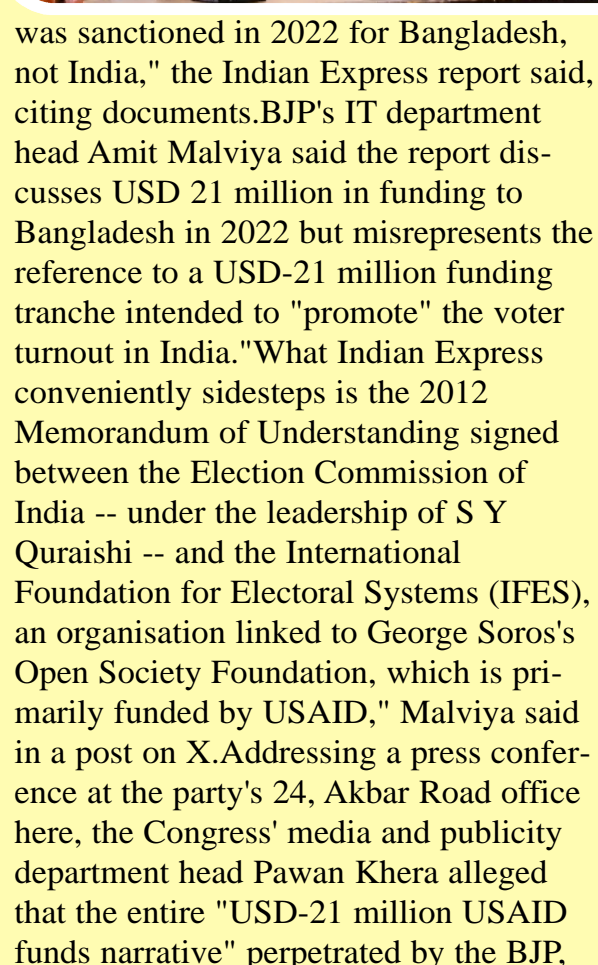 was sanctioned in 2022 for Bangladesh,
not India," the Indian Express report said,
citing documents.BJP's IT department
head Amit Malviya said the report dis-
cusses USD 21 million in funding to
Bangladesh in 2022 but misrepresents the
reference to a USD-21 million funding
tranche intended to "promote" the voter
turnout in India."What Indian Express
conveniently sidesteps is the 2012
Memorandum of Understanding signed
between the Election Commission of
India -- under the leadership of S Y
Quraishi -- and the International
Foundation for Electoral Systems (IFES),
an organisation linked to George Soros's
Open Society Foundation, which is pri-
marily funded by USAID," Malviya said
in a post on X.Addressing a press confer-
ence at the party's 24, Akbar Road office
here, the Congress' media and publicity
department head Pawan Khera alleged
that the entire "USD-21 million USAID
funds narrative" perpetrated by the BJP,